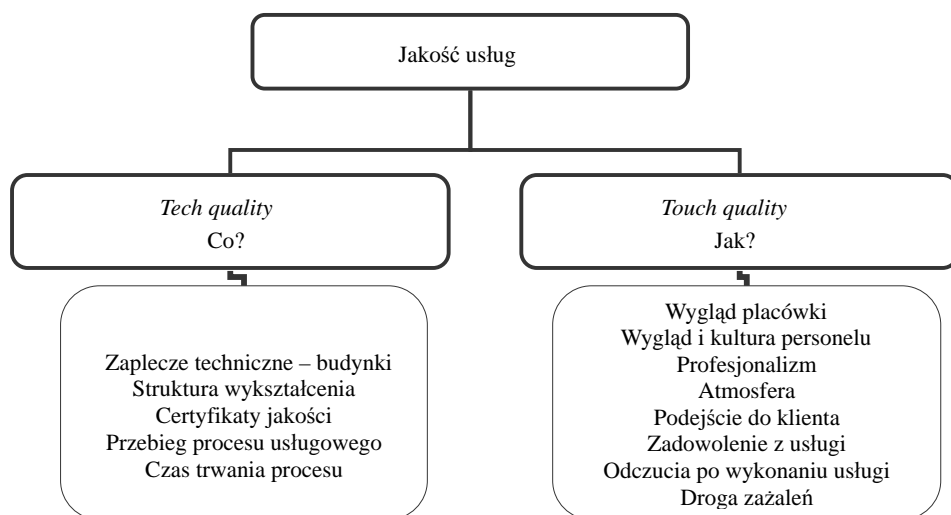 Jakość usług
Tech quality
Co?
Touch quality
Jak?
Zaplecze techniczne – budynki
Struktura wykształcenia
Certyfikaty jakości
Przebieg procesu usługowego
Czas trwania procesu
Wygląd placówki
Wygląd i kultura personelu
Profesjonalizm
Atmosfera
Podejście do klienta
Zadowolenie z usługi
Odczucia po wykonaniu usługi
Droga zażaleń